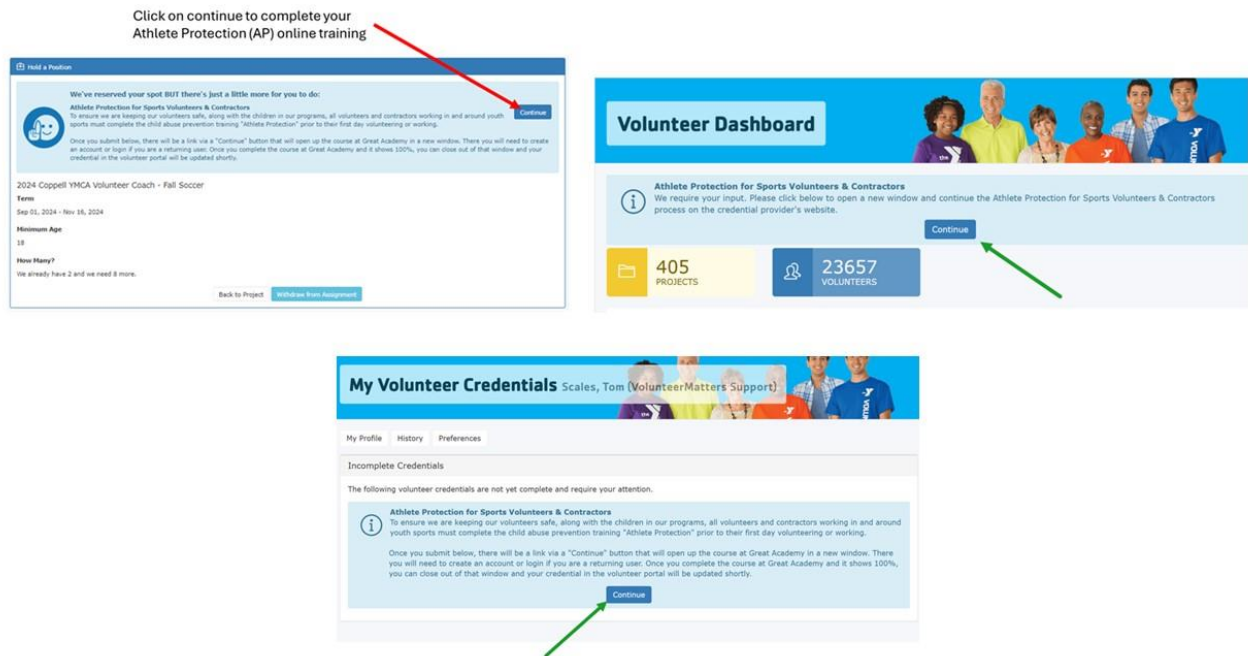 Click on continue to complete your
Athlete Protection (AP) online training
Hold a Position
We've reserved your spot BUT there's just a little more for you to do:
Athlete Protection for Sports Volunteers & Contractors
To ensure we are keeping our volunteers safe, along with the children in our programs, all volunteers and contractors working in and around youth
sports must complete the child abuse prevention training "Athlete Protection" prior to their first day volunteering or working.
Continue
Once you submit below, there will be a link via a "Continue" button that will open up the course at Great Academy in a new window. There you will need to create
an account or login if you are a returning user. Once you complete the course at Great Academy and it shows 100%, you can close out of that window and your
credential in the volunteer portal will be updated shortly.
2024 Coppell YMCA Volunteer Coach - Fall Soccer
Term
Sep 01, 2024 - Nov 16, 2024
Minimum Age
18
How Many?
We already have 2 and we need 8 more.
Back to Project
Withdraw from Assignment
Volunteer Dashboard
the
Athlete Protection for Sports Volunteers & Contractors
We require your input. Please click below to open a new window and continue the Athlete Protection for Sports Volunteers & Contractors
process on the credential provider's website.
Continue
405
PROJECTS
23657
VOLUNTEERS
My Volunteer Credentials Scales, Tom (VolunteerMatters Support)
the
My Profile History Preferences
Incomplete Credentials
The following volunteer credentials are not yet complete and require your attention.
Athlete Protection for Sports Volunteers & Contractors
To ensure we are keeping our volunteers safe, along with the children in our programs, all volunteers and contractors working in and around
youth sports must complete the child abuse prevention training "Athlete Protection" prior to their first day volunteering or working.
Once you submit below, there will be a link via a "Continue" button that will open up the course at Great Academy in a new window. There
you will need to create an account or login if you are a returning user. Once you complete the course at Great Academy and it shows 100%,
you can close out of that window and your credential in the volunteer portal will be updated shortly.
Continue